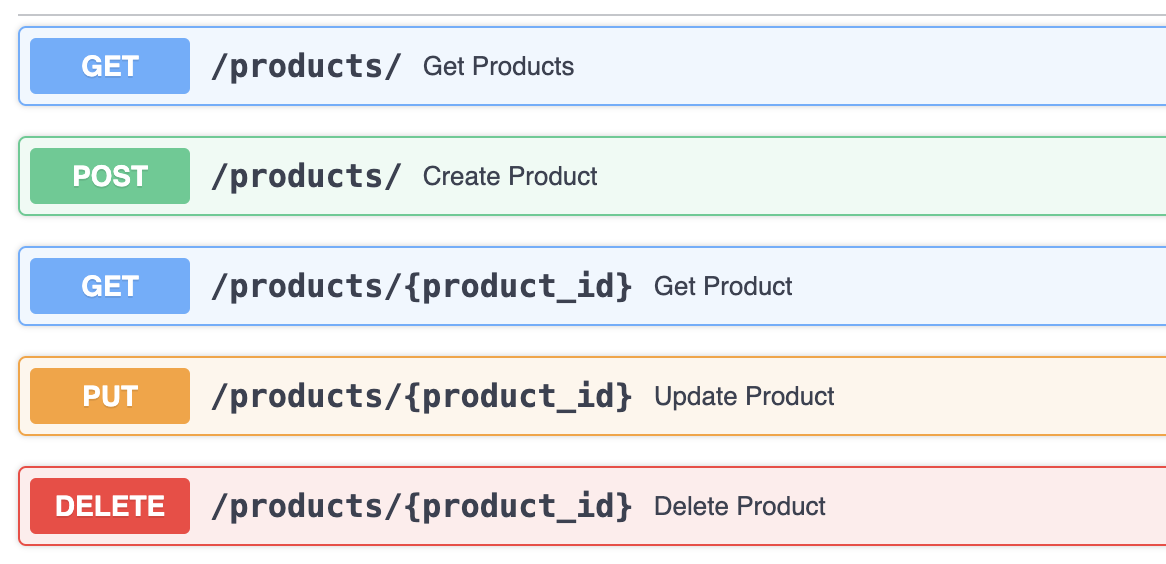 GET /products/ Get Products
POST /products/ Create Product
GET /products/{product_id} Get Product
PUT /products/{product_id} Update Product
DELETE /products/{product_id} Delete Product